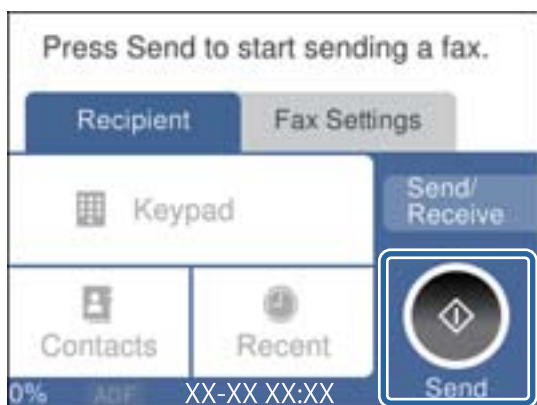 Press Send to start sending a fax.
Recipient
Fax Settings
Keypad
Send/
Receive
Contacts
Recent
Send
0%
ADF
XX-XX XX:XX